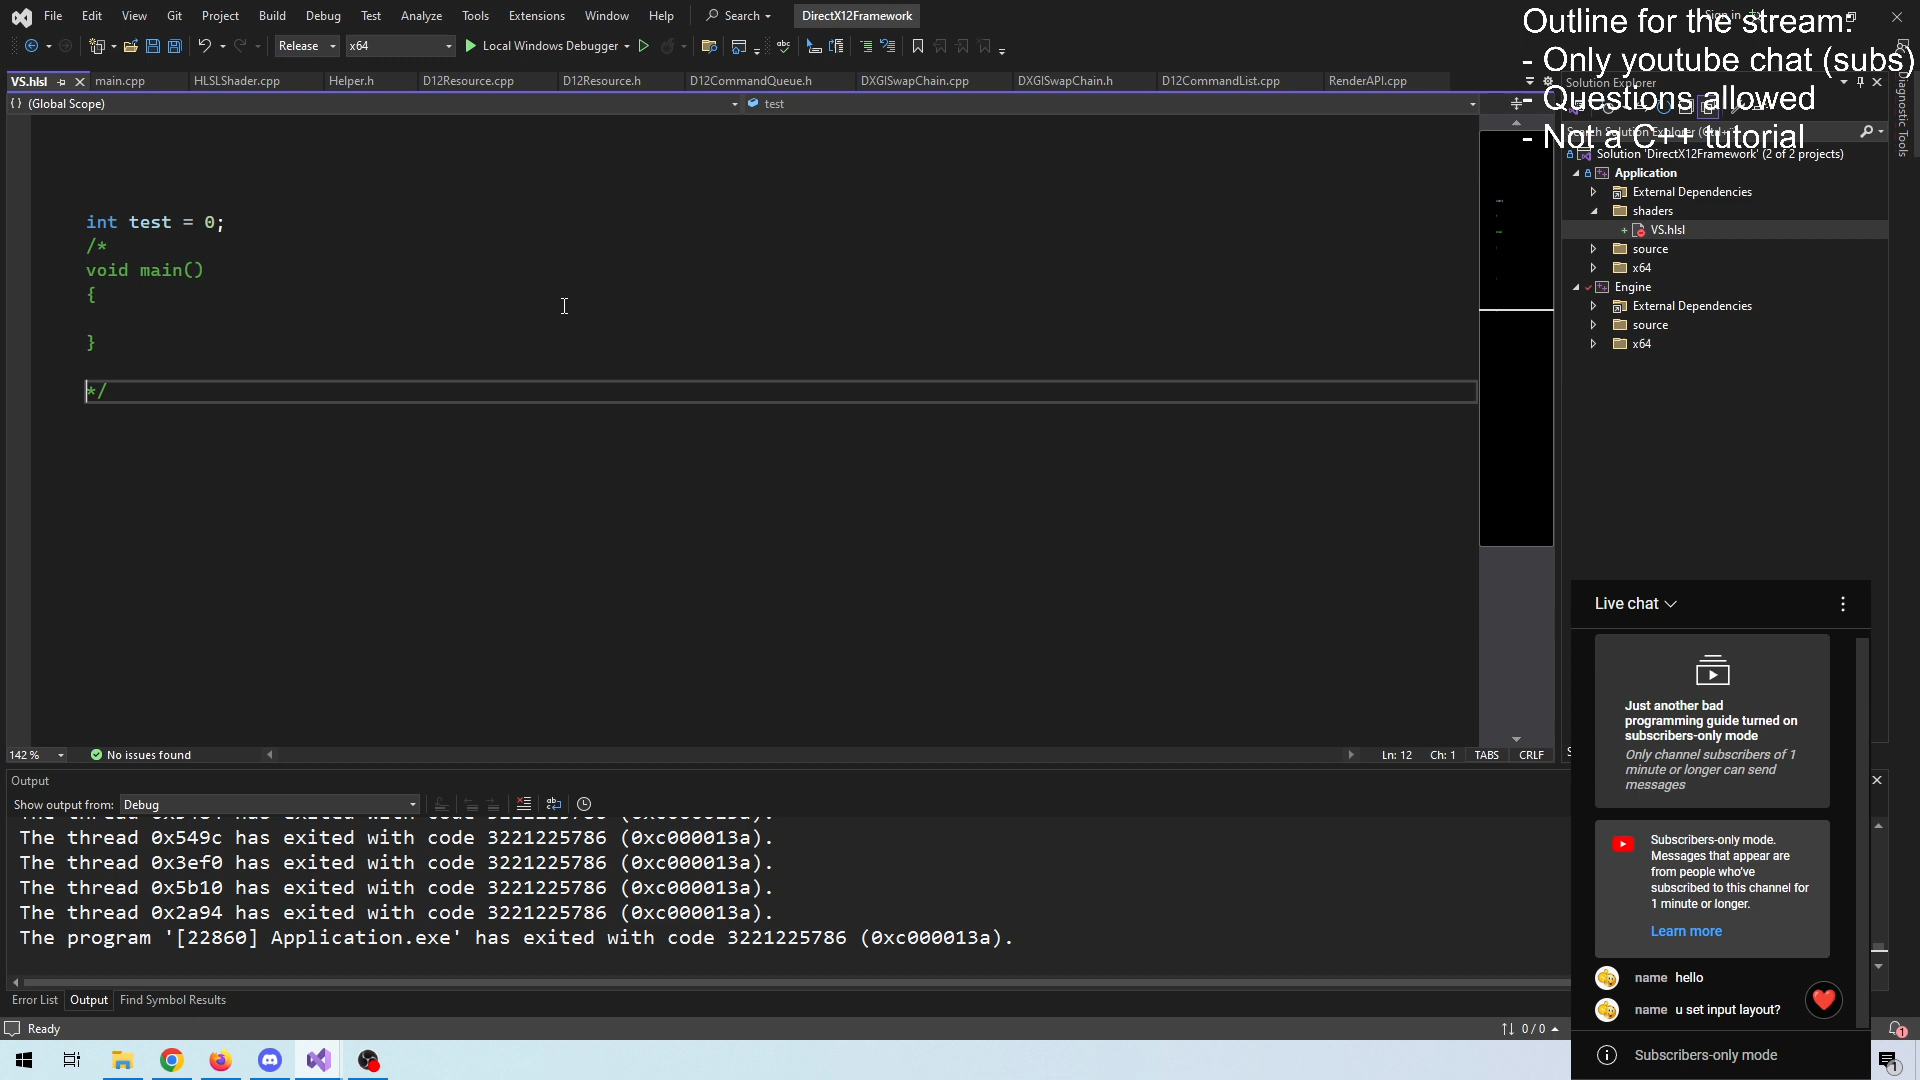 File Edit View Git Project Build Debug Test Analyze Tools Extensions Window Help Search DirectX12Framework
Release x64 Local Windows Debugger
Outline for the stream:
- Only youtube chat (subs)
- Questions allowed
- Not a C++ tutorial
VS.hlsl main.cpp HLSLShader.cpp Helper.h D12Resource.cpp D12Resource.h D12CommandQueue.h DXGISwapChain.cpp DXGISwapChain.h D12CommandList.cpp RenderAPI.cpp
(Global Scope) test
int test = 0;
/*
void main()
{
}
*/
Solution Explorer
Solution 'DirectX12Framework' (2 of 2 projects)
Application
External Dependencies
shaders
VS.hlsl
source
x64
Engine
External Dependencies
source
x64
Diagnostic Tools
142 % No issues found Ln: 12 Ch: 1 TABS CRLF
Output
Show output from: Debug
The thread 0x549c has exited with code 3221225786 (0xc000013a).
The thread 0x3ef0 has exited with code 3221225786 (0xc000013a).
The thread 0x5b10 has exited with code 3221225786 (0xc000013a).
The thread 0x2a94 has exited with code 3221225786 (0xc000013a).
The program '[22860] Application.exe' has exited with code 3221225786 (0xc000013a).
Error List Output Find Symbol Results
Ready 0 / 0
Live chat
Just another bad
programming guide turned on
subscribers-only mode
Only channel subscribers of 1
minute or longer can send
messages
Subscribers-only mode.
Messages that appear are
from people who've
subscribed to this channel for
1 minute or longer.
Learn more
name hello
name u set input layout?
Subscribers-only mode
1
1